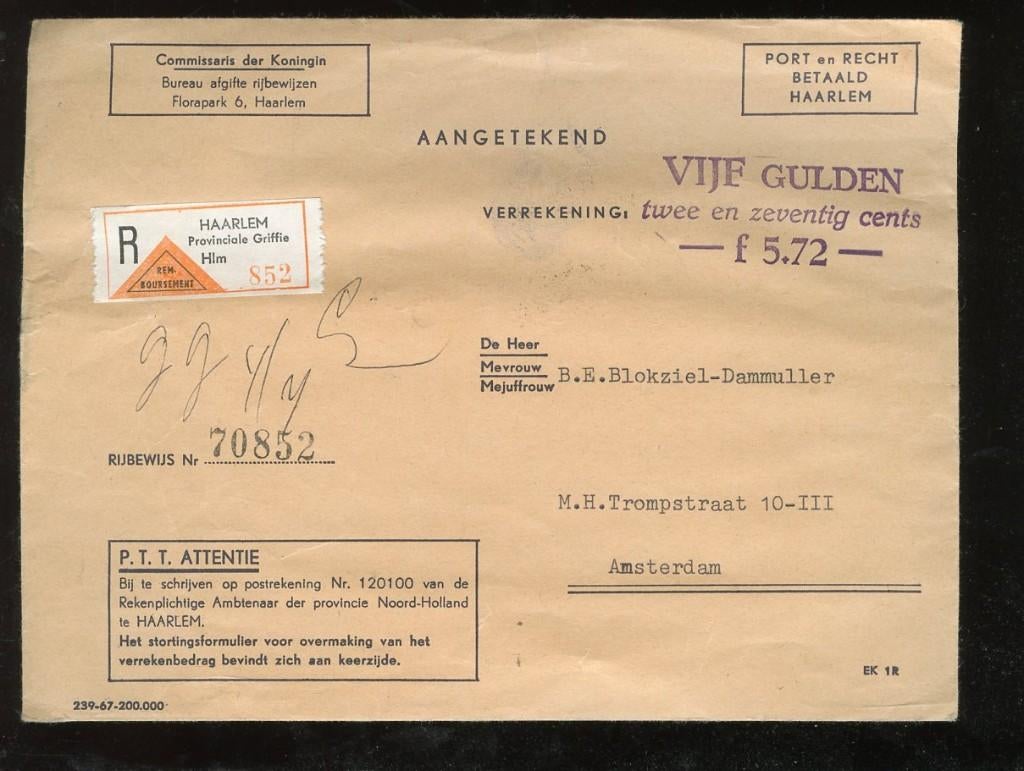 Commissaris der Koningin
Bureau afgifte rijbewijzen
Florapark 6, Haarlem
PORT en RECHT
BETAALD
HAARLEM
AANGETEKEND
VIJF GULDEN
VERREKENING: twee en zeventig cents
— f 5.72 —
R
HAARLEM
Provinciale Griffie
Hlm
REM-
BOURSEMENT
852
De Heer
Mevrouw
Mejuffrouw B.E.Blokziel-Dammuller
RIJBEWIJS Nr 70852
M.H.Trompstraat 10-III
Amsterdam
P.T.T. ATTENTIE
Bij te schrijven op postrekening Nr. 120100 van de
Rekenplichtige Ambtenaar der provincie Noord-Holland
te HAARLEM.
Het stortingsformulier voor overmaking van het
verrekenbedrag bevindt zich aan keerzijde.
EK 1R
239-67-200.000